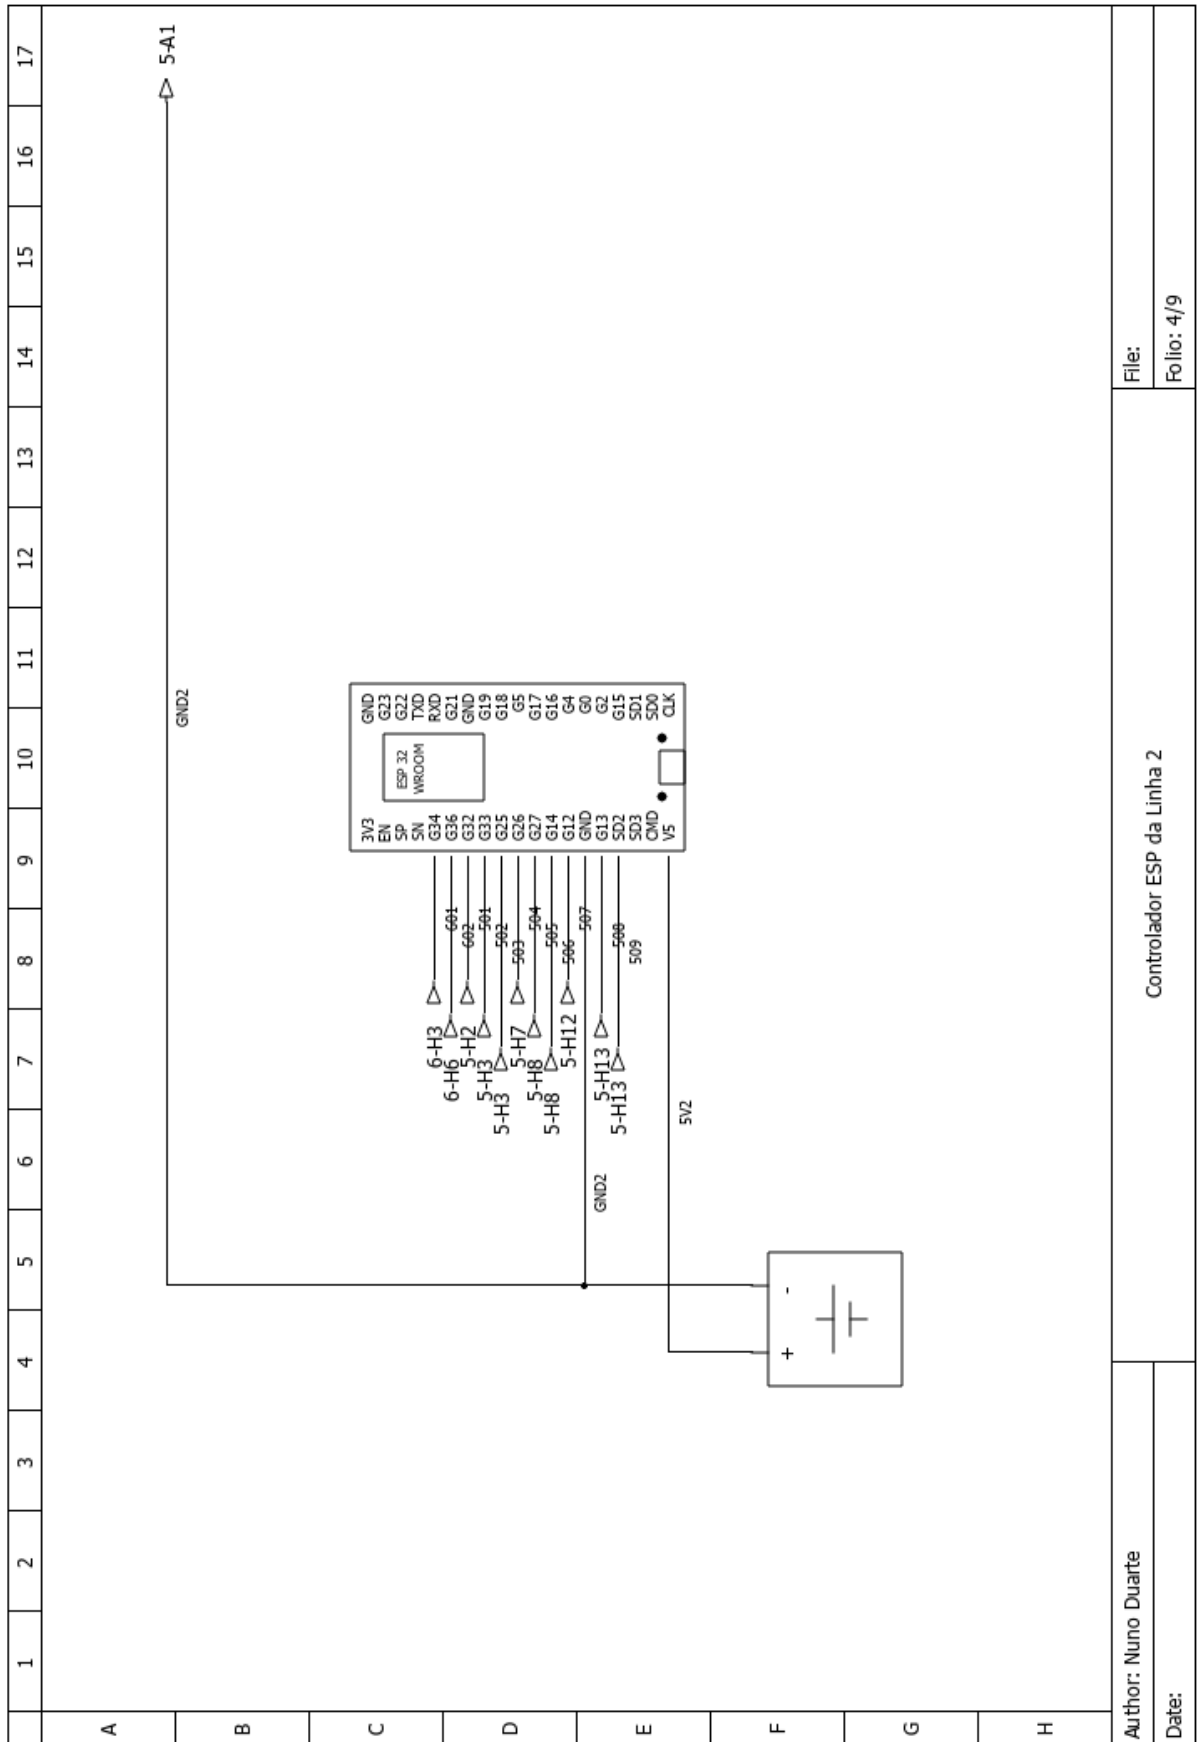 1 2 3 4 5 6 7 8 9 10 11 12 13 14 15 16 17
A
B
C
D
E
F
G
H
5-A1
GND2
3V3 GND
EN G23
SP G22
SN TXD
G34 RXD
G36 G21
G32 GND
G33 G19
G25 G18
G26 G5
G27 G17
G14 G16
G12 G4
GND G0
G13 G2
SD2 G15
SD3 SD1
CMD SD0
V5 CLK
ESP 32
WROOM
6-H3 601
6-H6 602
5-H2 501
5-H3 502
5-H3 503
5-H7 504
5-H8 505
5-H8 506
5-H12 507
5-H13 508
5-H13 509
GND2
5V2
+ -
Author: Nuno Duarte
Date:
Controlador ESP da Linha 2
File:
Folio: 4/9